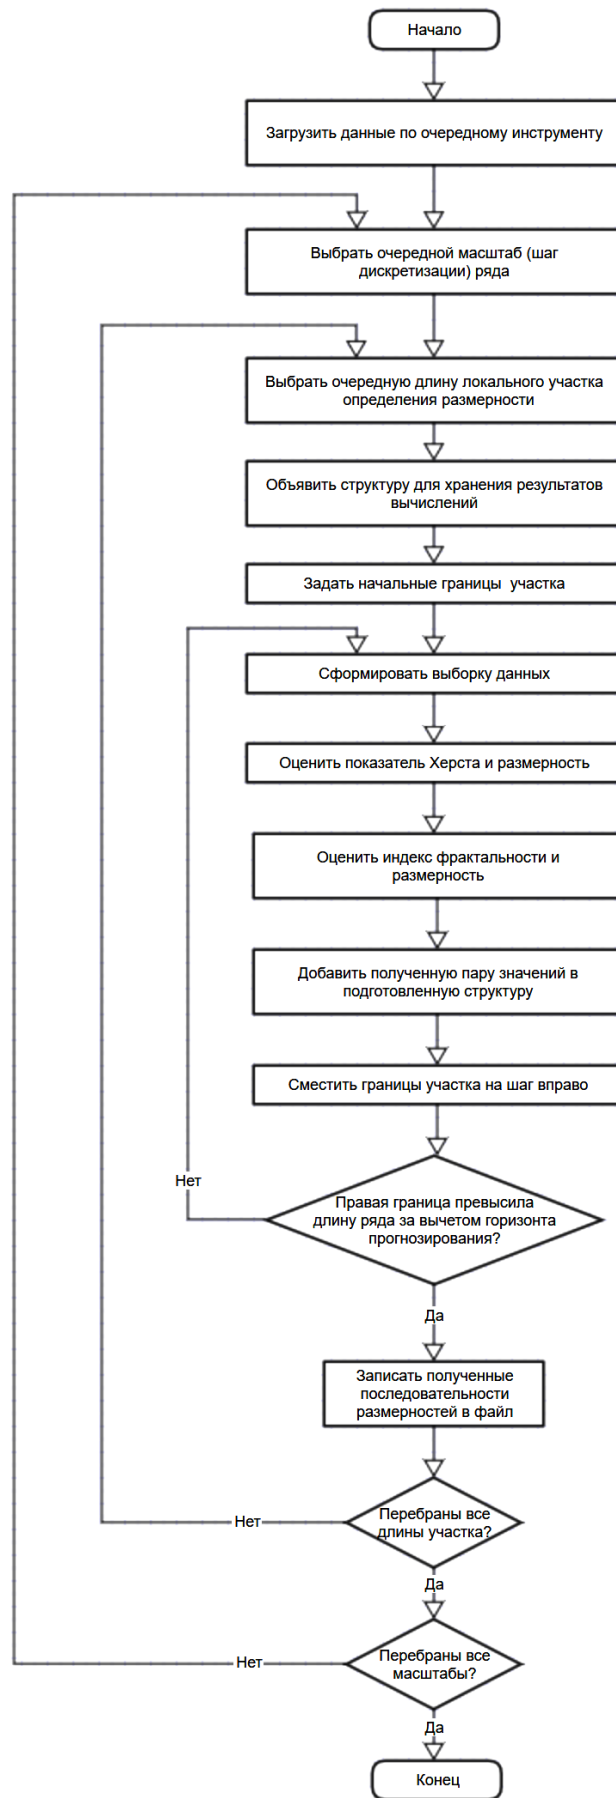 Начало
Загрузить данные по очередному инструменту
Выбрать очередной масштаб (шаг
дискретизации) ряда
Выбрать очередную длину локального участка
определения размерности
Объявить структуру для хранения результатов
вычислений
Задать начальные границы участка
Сформировать выборку данных
Оценить показатель Херста и размерность
Оценить индекс фрактальности и
размерность
Добавить полученную пару значений в
подготовленную структуру
Сместить границы участка на шаг вправо
Нет
Правая граница превысила
длину ряда за вычетом горизонта
прогнозирования?
Да
Записать полученные
последовательности
размерностей в файл
Нет
Перебраны все
длины участка?
Да
Нет
Перебраны все
масштабы?
Да
Конец